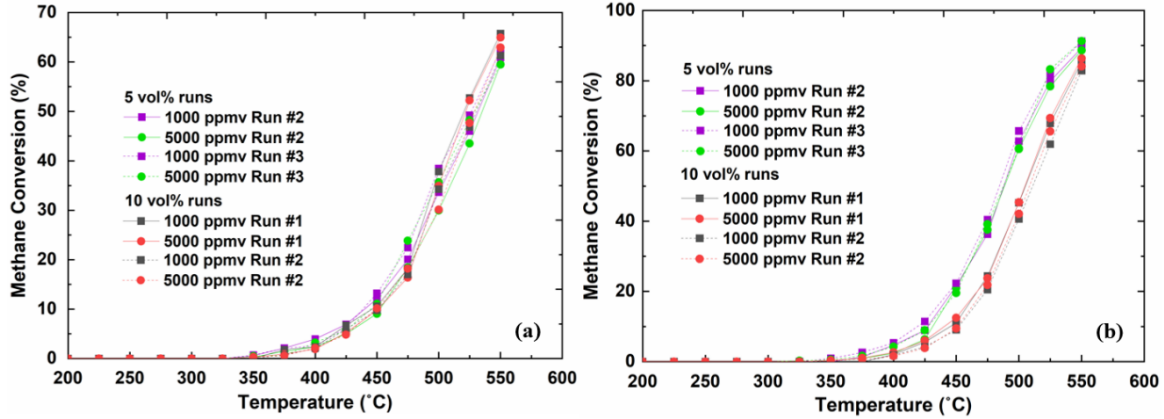 70
60
50
40
30
20
10
0
Methane Conversion (%)
5 vol% runs
1000 ppmv Run #2
5000 ppmv Run #2
1000 ppmv Run #3
5000 ppmv Run #3
10 vol% runs
1000 ppmv Run #1
5000 ppmv Run #1
1000 ppmv Run #2
5000 ppmv Run #2
(a)
200 250 300 350 400 450 500 550 600
Temperature (˚C)
100
80
60
40
20
0
Methane Conversion (%)
5 vol% runs
1000 ppmv Run #2
5000 ppmv Run #2
1000 ppmv Run #3
5000 ppmv Run #3
10 vol% runs
1000 ppmv Run #1
5000 ppmv Run #1
1000 ppmv Run #2
5000 ppmv Run #2
(b)
200 250 300 350 400 450 500 550 600
Temperature (˚C)